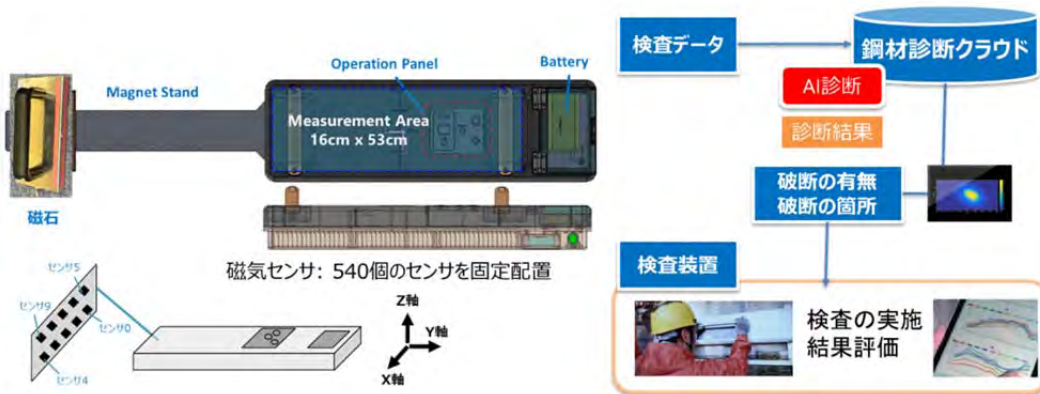 Magnet Stand
Operation Panel
Battery
Measurement Area
16cm x 53cm
磁石
磁気センサ: 540個のセンサを固定配置
センサ5
センサ9
センサ0
センサ4
Z軸
Y軸
X軸
検査データ
鋼材診断クラウド
AI診断
診断結果
破断の有無
破断の箇所
検査装置
検査の実施
結果評価